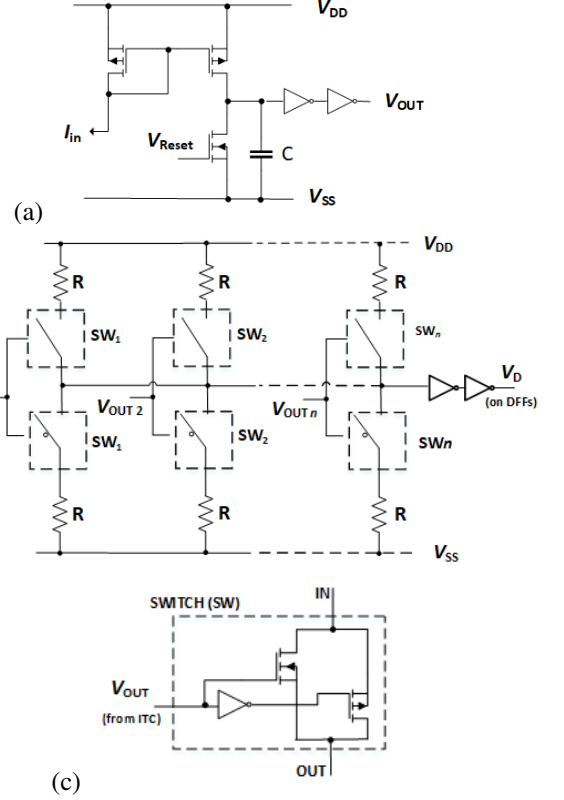 VDD
Iin
VReset
VOUT
C
VSS
(a)
VDD
R R R
SW1 SW2 SWn
VOUT 2 VOUT n
VD
(on DFFs)
SW1 SW2 SWn
R R R
VSS
SWITCH (SW)
IN
VOUT
(from ITC)
OUT
(c)